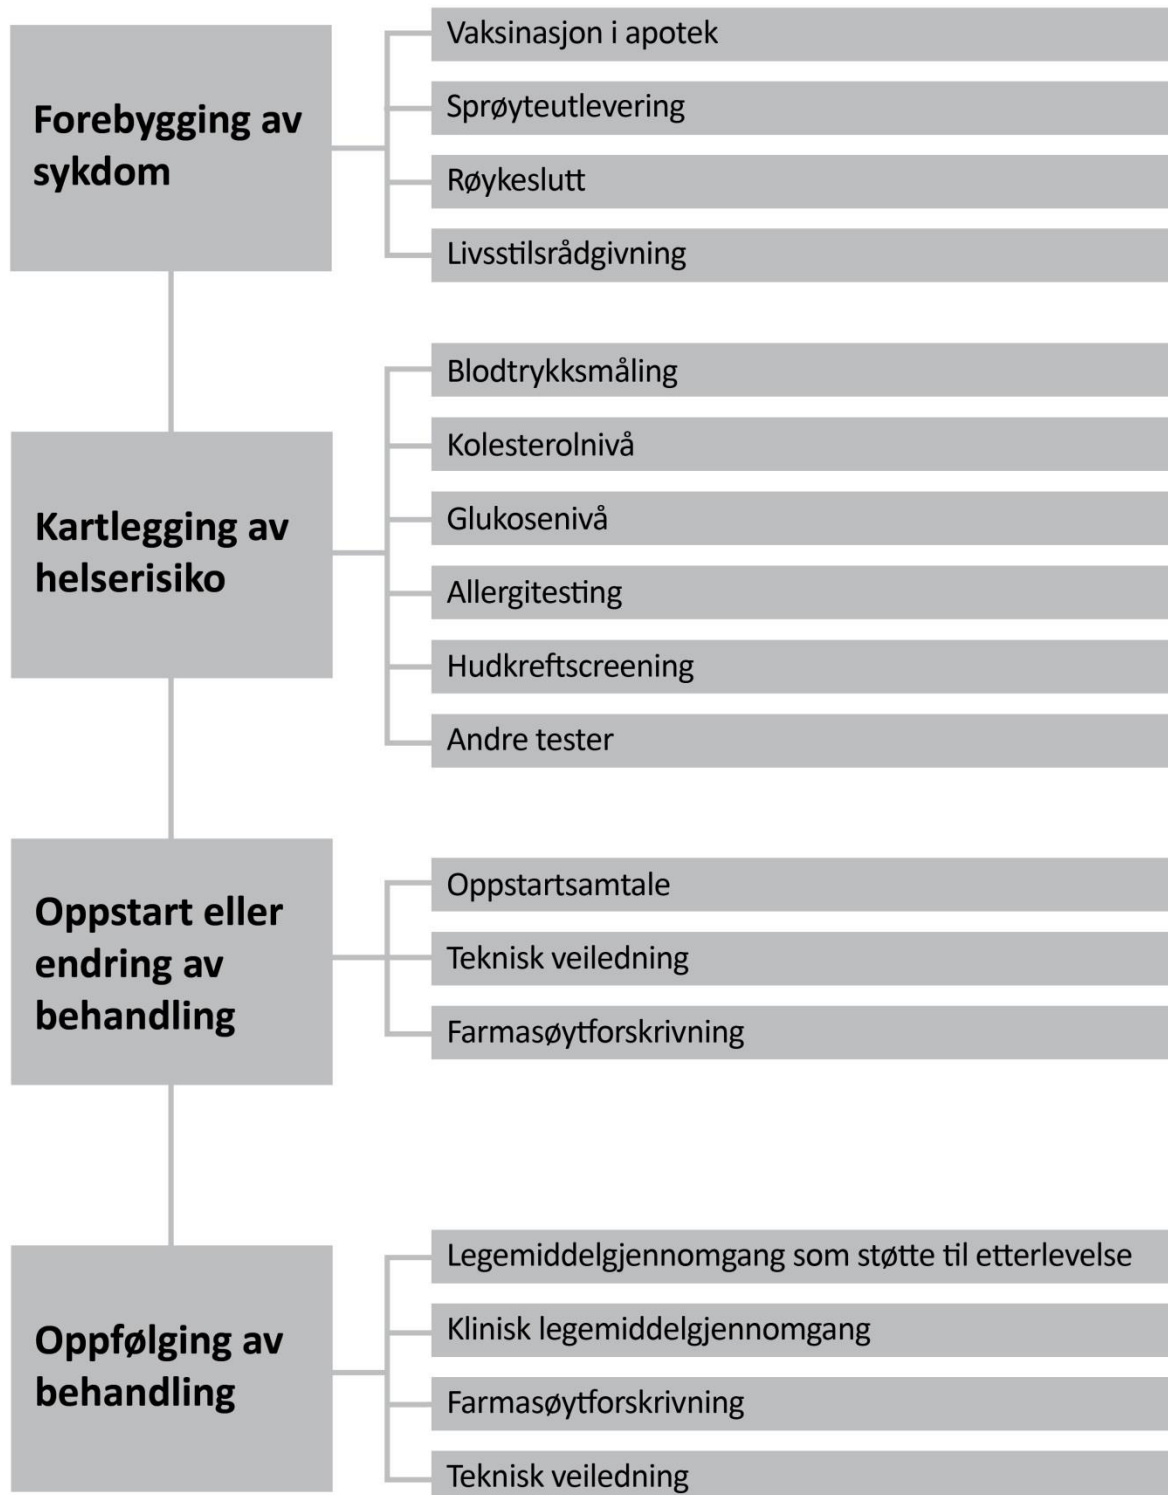 Forebygging av
sykdom
Vaksinasjon i apotek
Sprøyteutlevering
Røykeslutt
Livsstilsrådgivning
Kartlegging av
helserisiko
Blodtrykksmåling
Kolesterolnivå
Glukosenivå
Allergitesting
Hudkreftscreening
Andre tester
Oppstart eller
endring av
behandling
Oppstartsamtale
Teknisk veiledning
Farmasøytforskrivning
Oppfølging av
behandling
Legemiddelgjennomgang som støtte til etterlevelse
Klinisk legemiddelgjennomgang
Farmasøytforskrivning
Teknisk veiledning